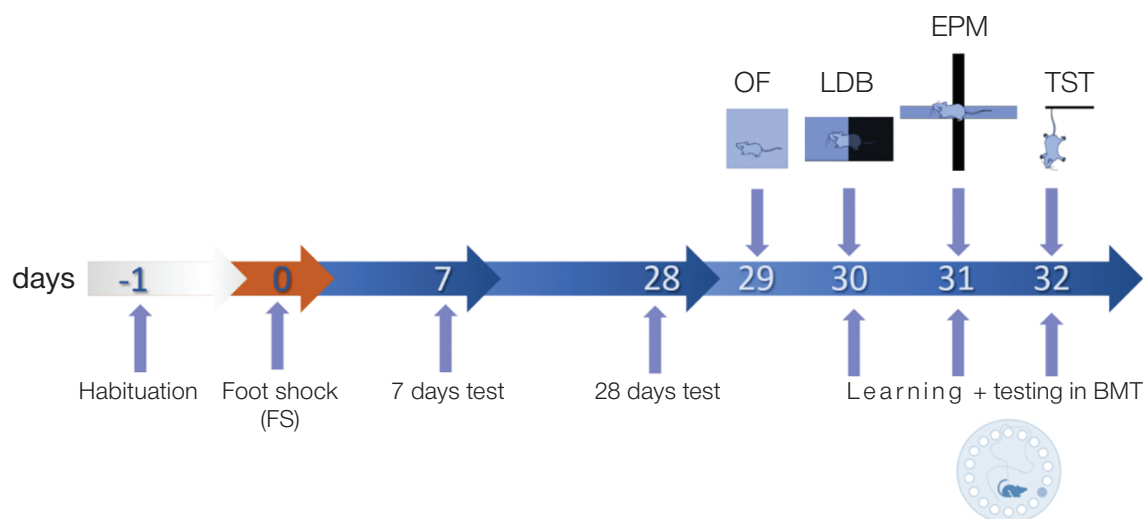 EPM
OF
LDB
TST
days
-1
0
7
28
29
30
31
32
Habituation
Foot shock
(FS)
7 days test
28 days test
Learning + testing in BMT